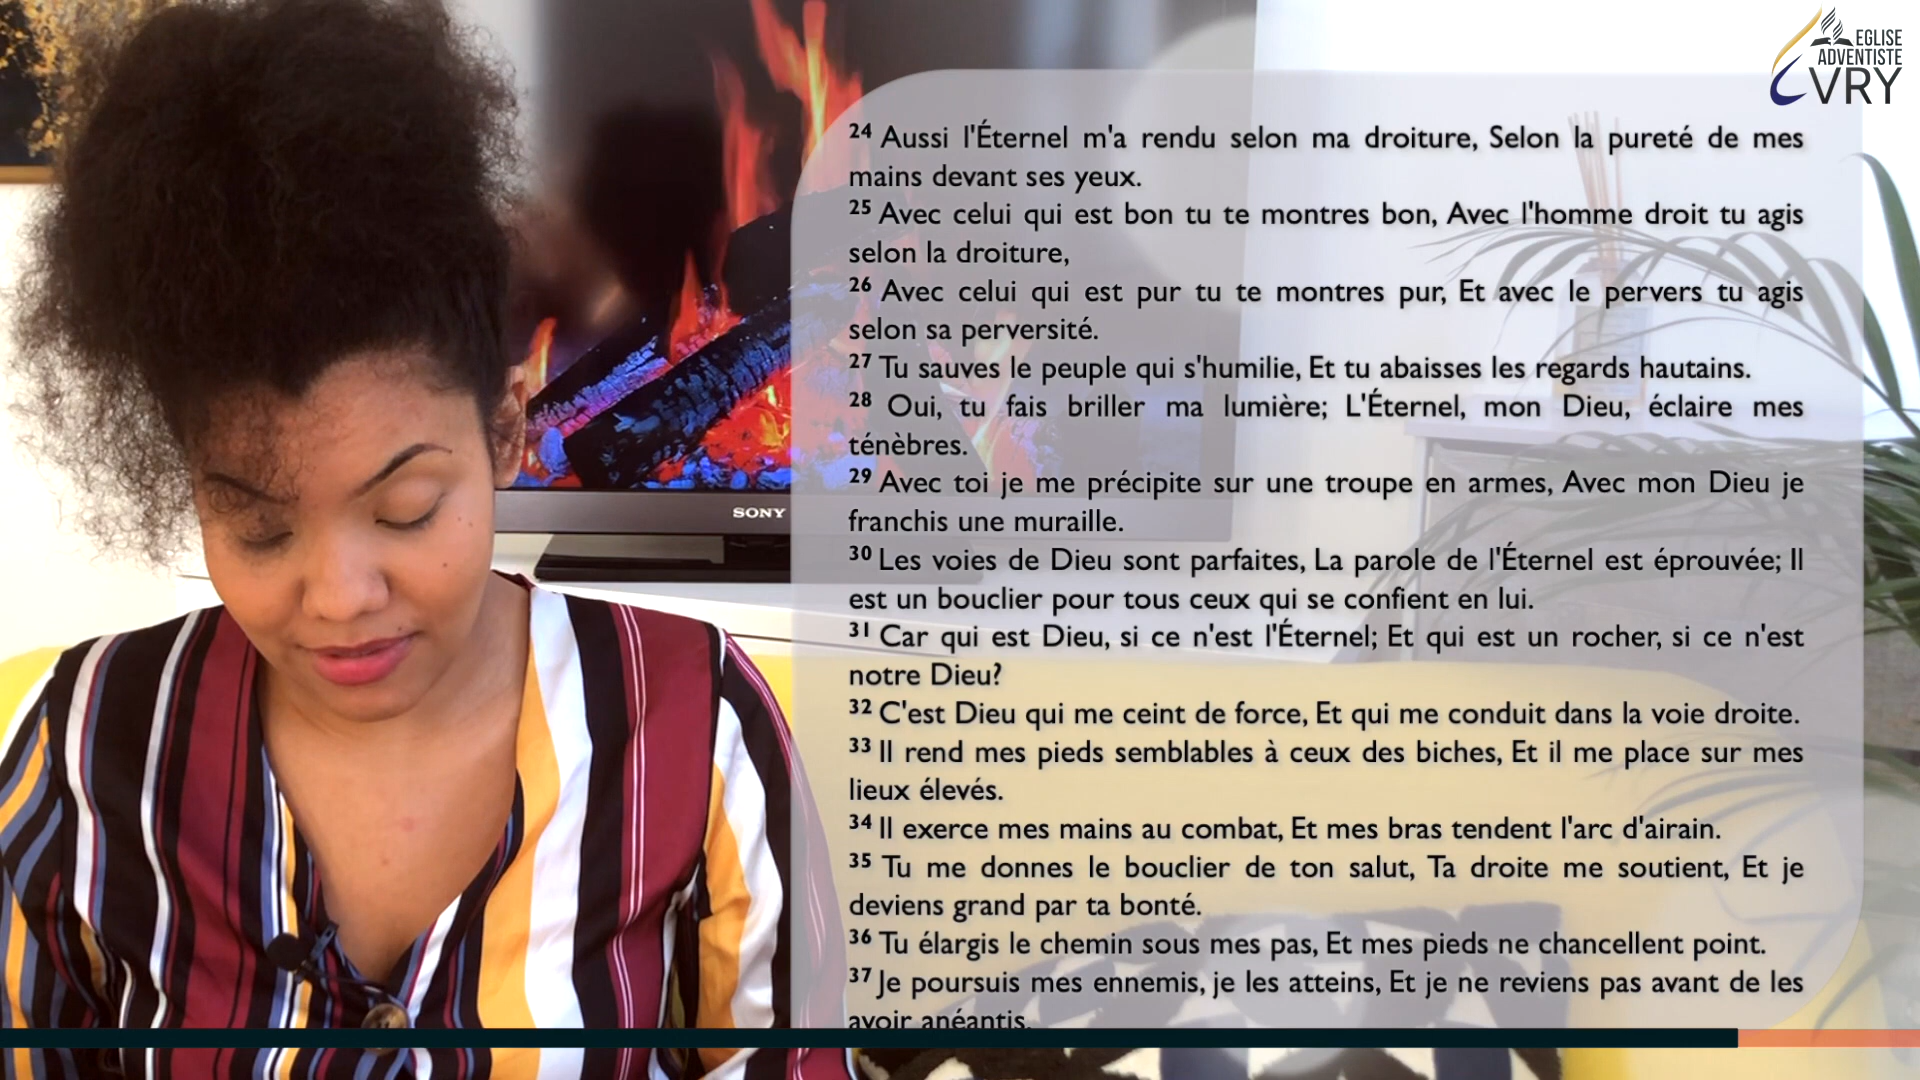 EGLISE
ADVENTISTE
VRY
24 Aussi l'Éternel m'a rendu selon ma droiture, Selon la pureté de mes
mains devant ses yeux.
25 Avec celui qui est bon tu te montres bon, Avec l'homme droit tu agis
selon la droiture,
26 Avec celui qui est pur tu te montres pur, Et avec le pervers tu agis
selon sa perversité.
27 Tu sauves le peuple qui s'humilie, Et tu abaisses les regards hautains.
28 Oui, tu fais briller ma lumière; L'Éternel, mon Dieu, éclaire mes
ténèbres.
29 Avec toi je me précipite sur une troupe en armes, Avec mon Dieu je
franchis une muraille.
30 Les voies de Dieu sont parfaites, La parole de l'Éternel est éprouvée; Il
est un bouclier pour tous ceux qui se confient en lui.
31 Car qui est Dieu, si ce n'est l'Éternel; Et qui est un rocher, si ce n'est
notre Dieu?
32 C'est Dieu qui me ceint de force, Et qui me conduit dans la voie droite.
33 Il rend mes pieds semblables à ceux des biches, Et il me place sur mes
lieux élevés.
34 Il exerce mes mains au combat, Et mes bras tendent l'arc d'airain.
35 Tu me donnes le bouclier de ton salut, Ta droite me soutient, Et je
deviens grand par ta bonté.
36 Tu élargis le chemin sous mes pas, Et mes pieds ne chancellent point.
37 Je poursuis mes ennemis, je les atteins, Et je ne reviens pas avant de les
avoir anéantis.
SONY